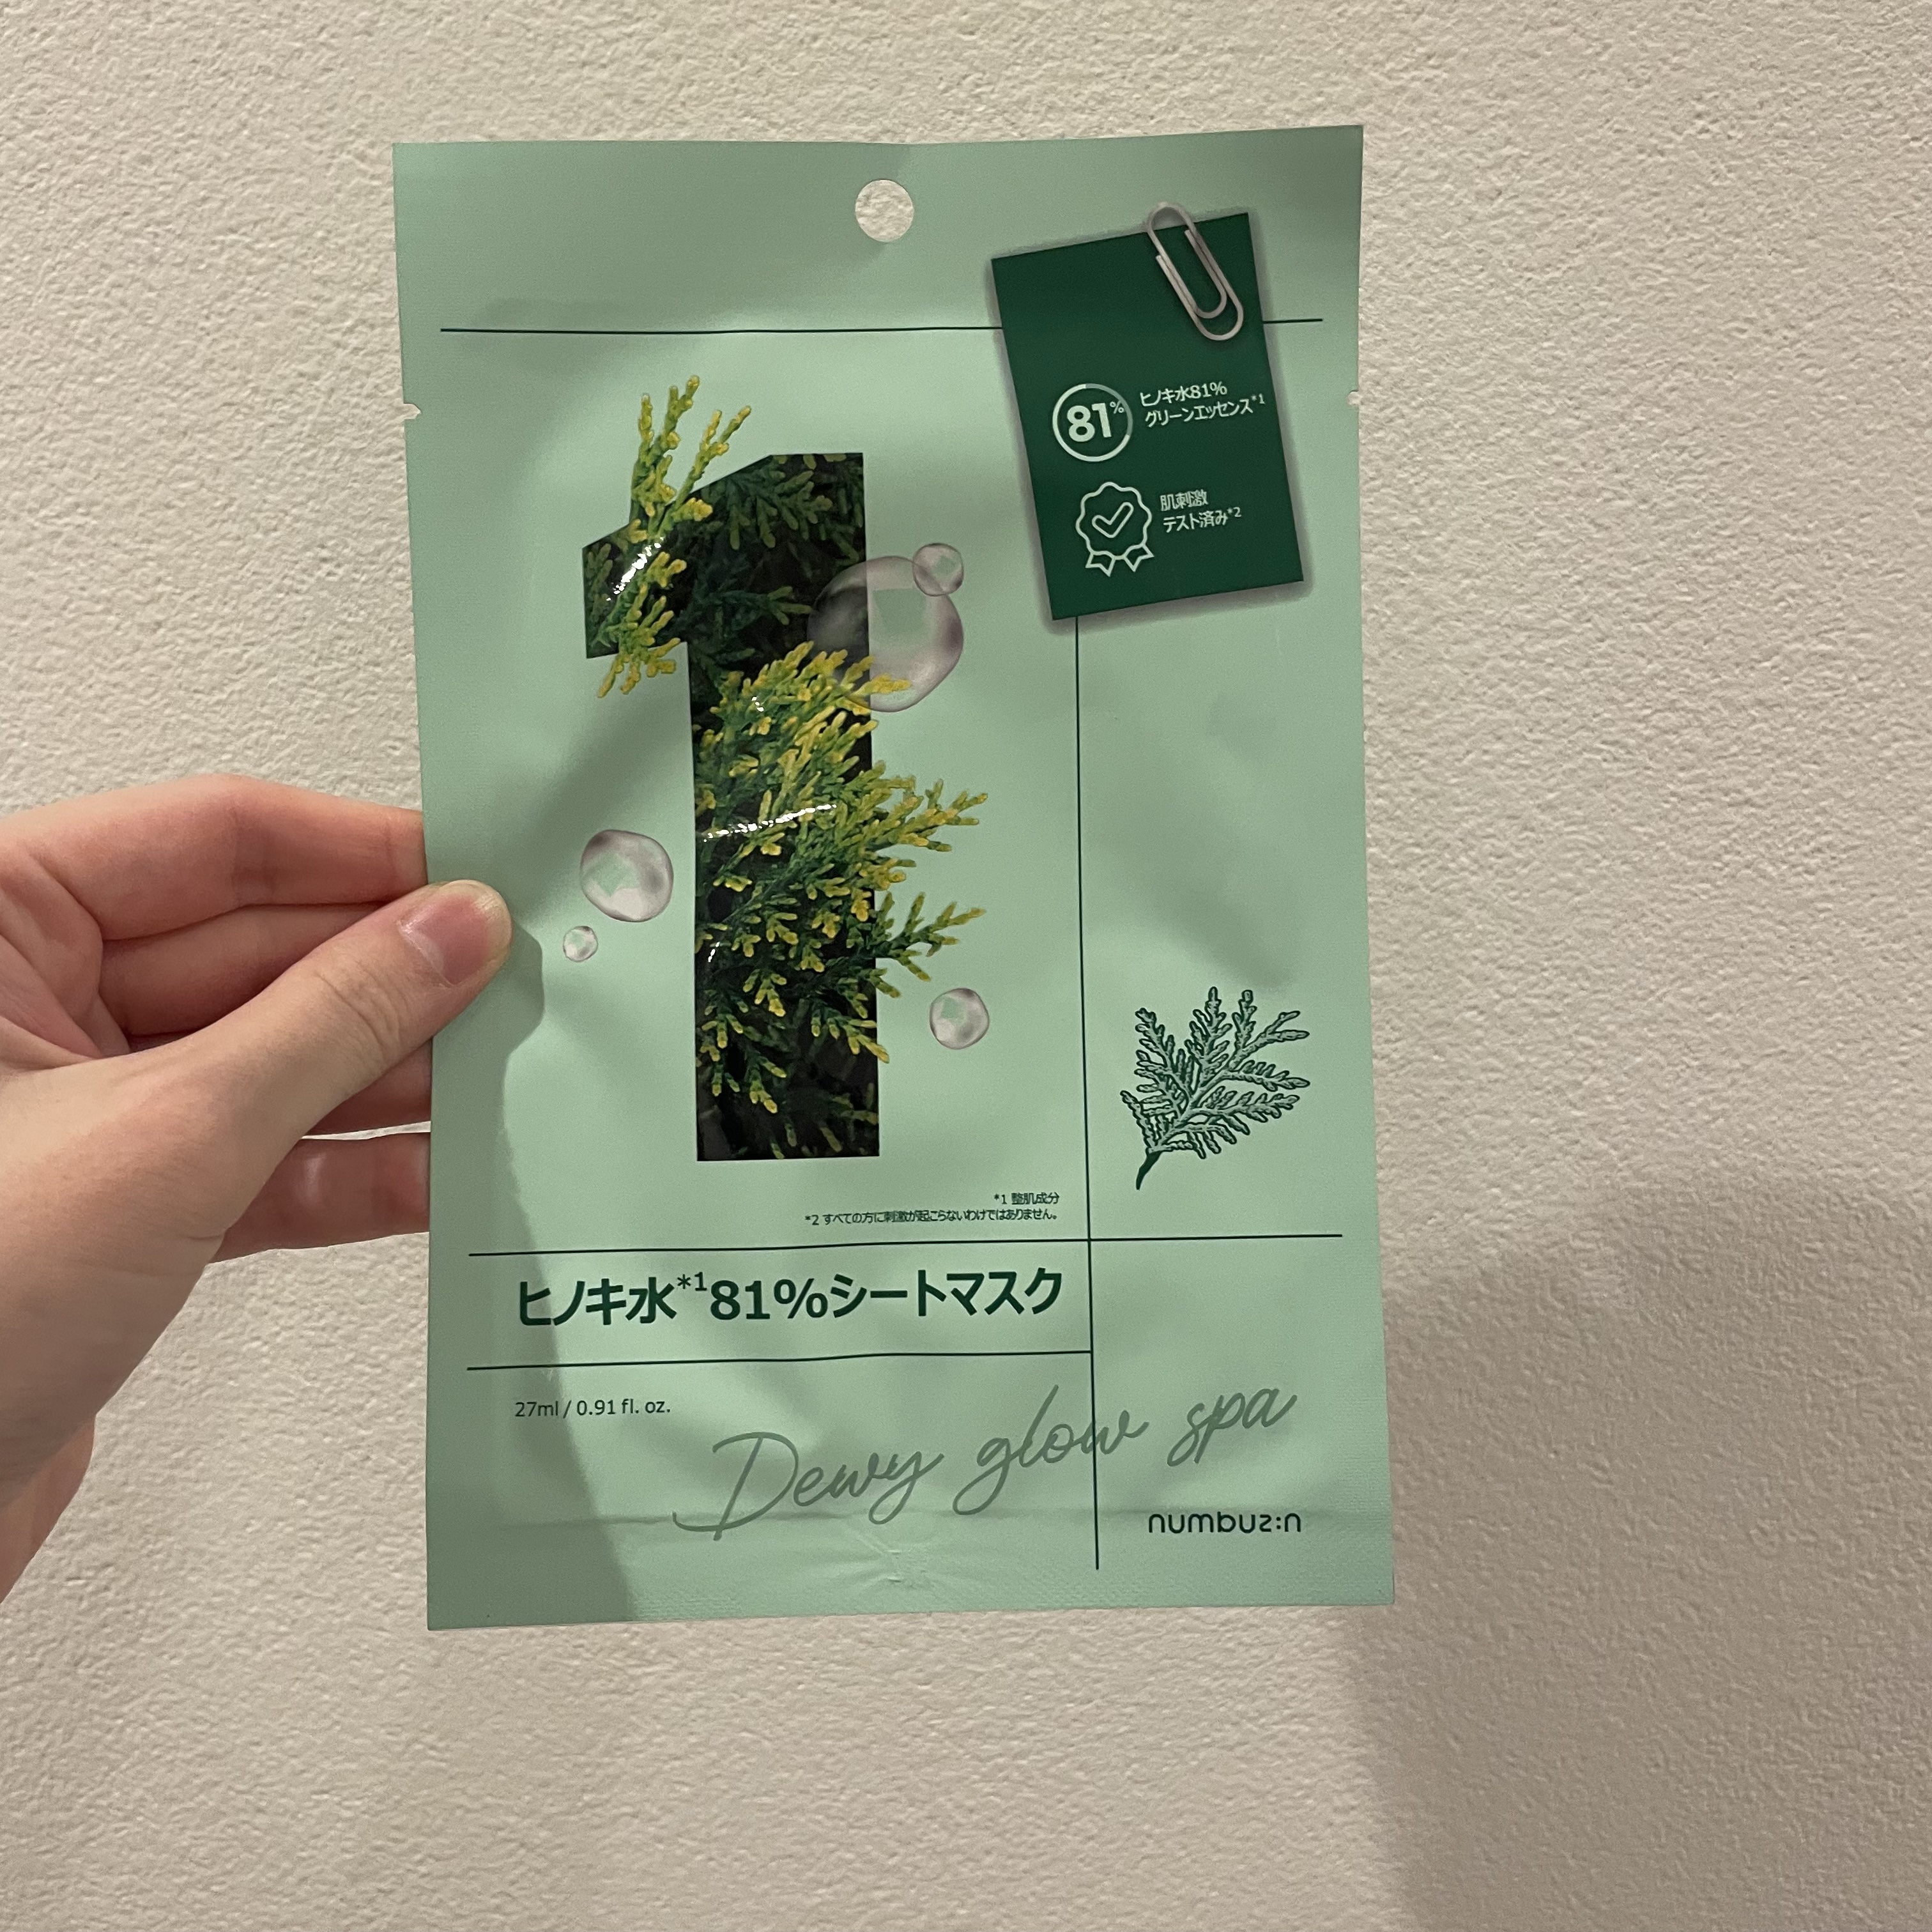 81%
ヒノキ水81%
グリーンエッセンス*1
肌刺激
テスト済み*2
1
*1 整肌成分
*2 すべての方に刺激が起こらないわけではありません。
ヒノキ水*1 81%シートマスク
27ml / 0.91 fl. oz.
Dewy glow spa
numbuz:n